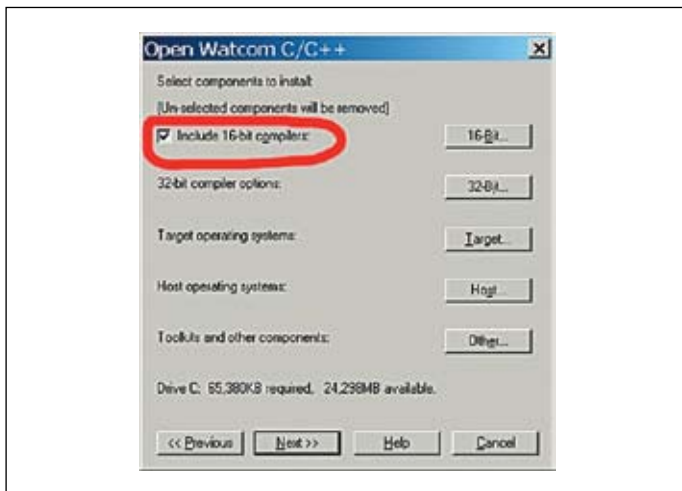 Open Watcom C/C++
Select components to install:
[Un-selected components will be removed]
Include 16-bit compilers:
16-Bit...
32-bit compiler options:
32-Bit...
Target operating systems:
Target...
Host operating systems:
Host...
Toolkits and other components:
Other...
Drive C: 65,380KB required, 24,298MB available.
<< Previous
Next >>
Help
Cancel